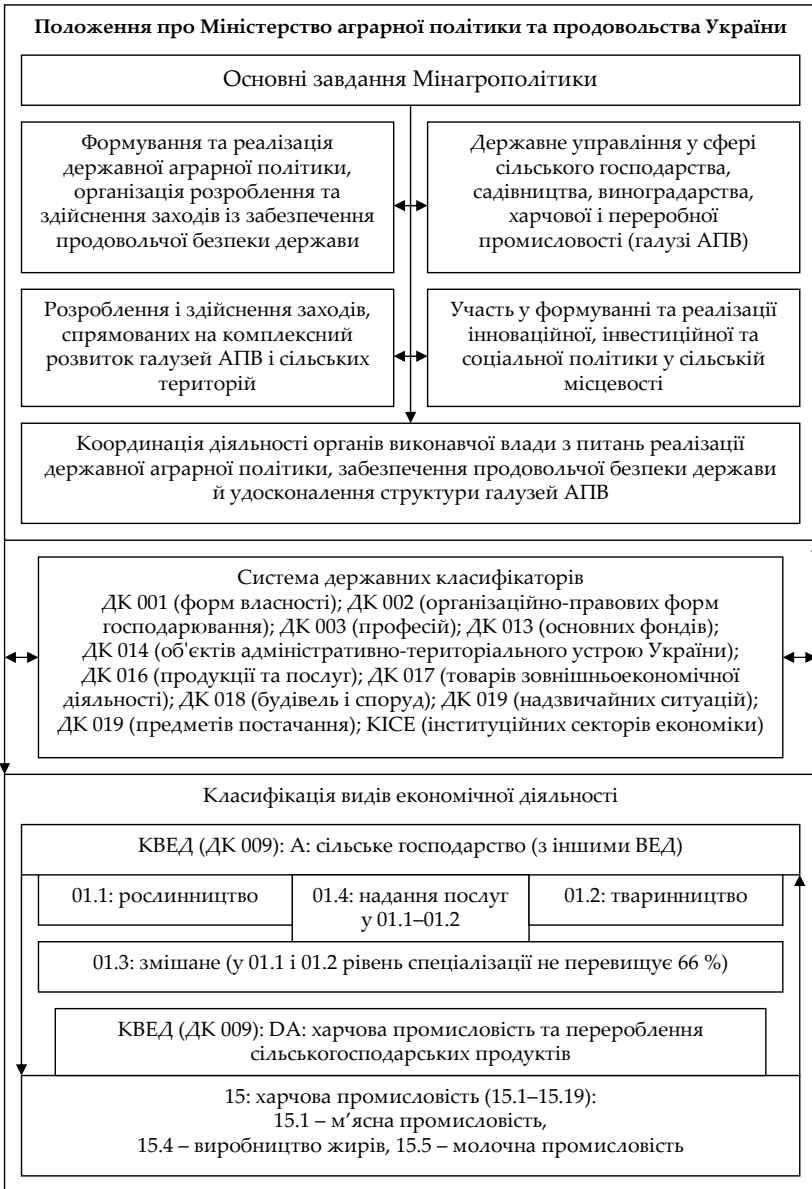 Положення про Міністерство аграрної політики та продовольства України
Основні завдання Мінагрополітики
Формування та реалізація
державної аграрної політики,
організація розроблення та
здійснення заходів із забезпечення
продовольчої безпеки держави
Державне управління у сфері
сільського господарства,
садівництва, виноградарства,
харчової і переробної
промисловості (галузі АПВ)
Розроблення і здійснення заходів,
спрямованих на комплексний
розвиток галузей АПВ і сільських
територій
Участь у формуванні та реалізації
інноваційної, інвестиційної та
соціальної політики у сільській
місцевості
Координація діяльності органів виконавчої влади з питань реалізації
державної аграрної політики, забезпечення продовольчої безпеки держави
й удосконалення структури галузей АПВ
Система державних класифікаторів
ДК 001 (форм власності); ДК 002 (організаційно-правових форм
господарювання); ДК 003 (професій); ДК 013 (основних фондів);
ДК 014 (об'єктів адміністративно-територіального устрою України);
ДК 016 (продукції та послуг); ДК 017 (товарів зовнішньоекономічної
діяльності); ДК 018 (будівель і споруд); ДК 019 (надзвичайних ситуацій);
ДК 019 (предметів постачання); КІСЕ (інституційних секторів економіки)
Класифікація видів економічної діяльності
КВЕД (ДК 009): А: сільське господарство (з іншими ВЕД)
01.1: рослинництво
01.4: надання послуг
у 01.1–01.2
01.2: тваринництво
01.3: змішане (у 01.1 і 01.2 рівень спеціалізації не перевищує 66 %)
КВЕД (ДК 009): DA: харчова промисловість та перероблення
сільськогосподарських продуктів
15: харчова промисловість (15.1–15.19):
15.1 – м’ясна промисловість,
15.4 – виробництво жирів, 15.5 – молочна промисловість